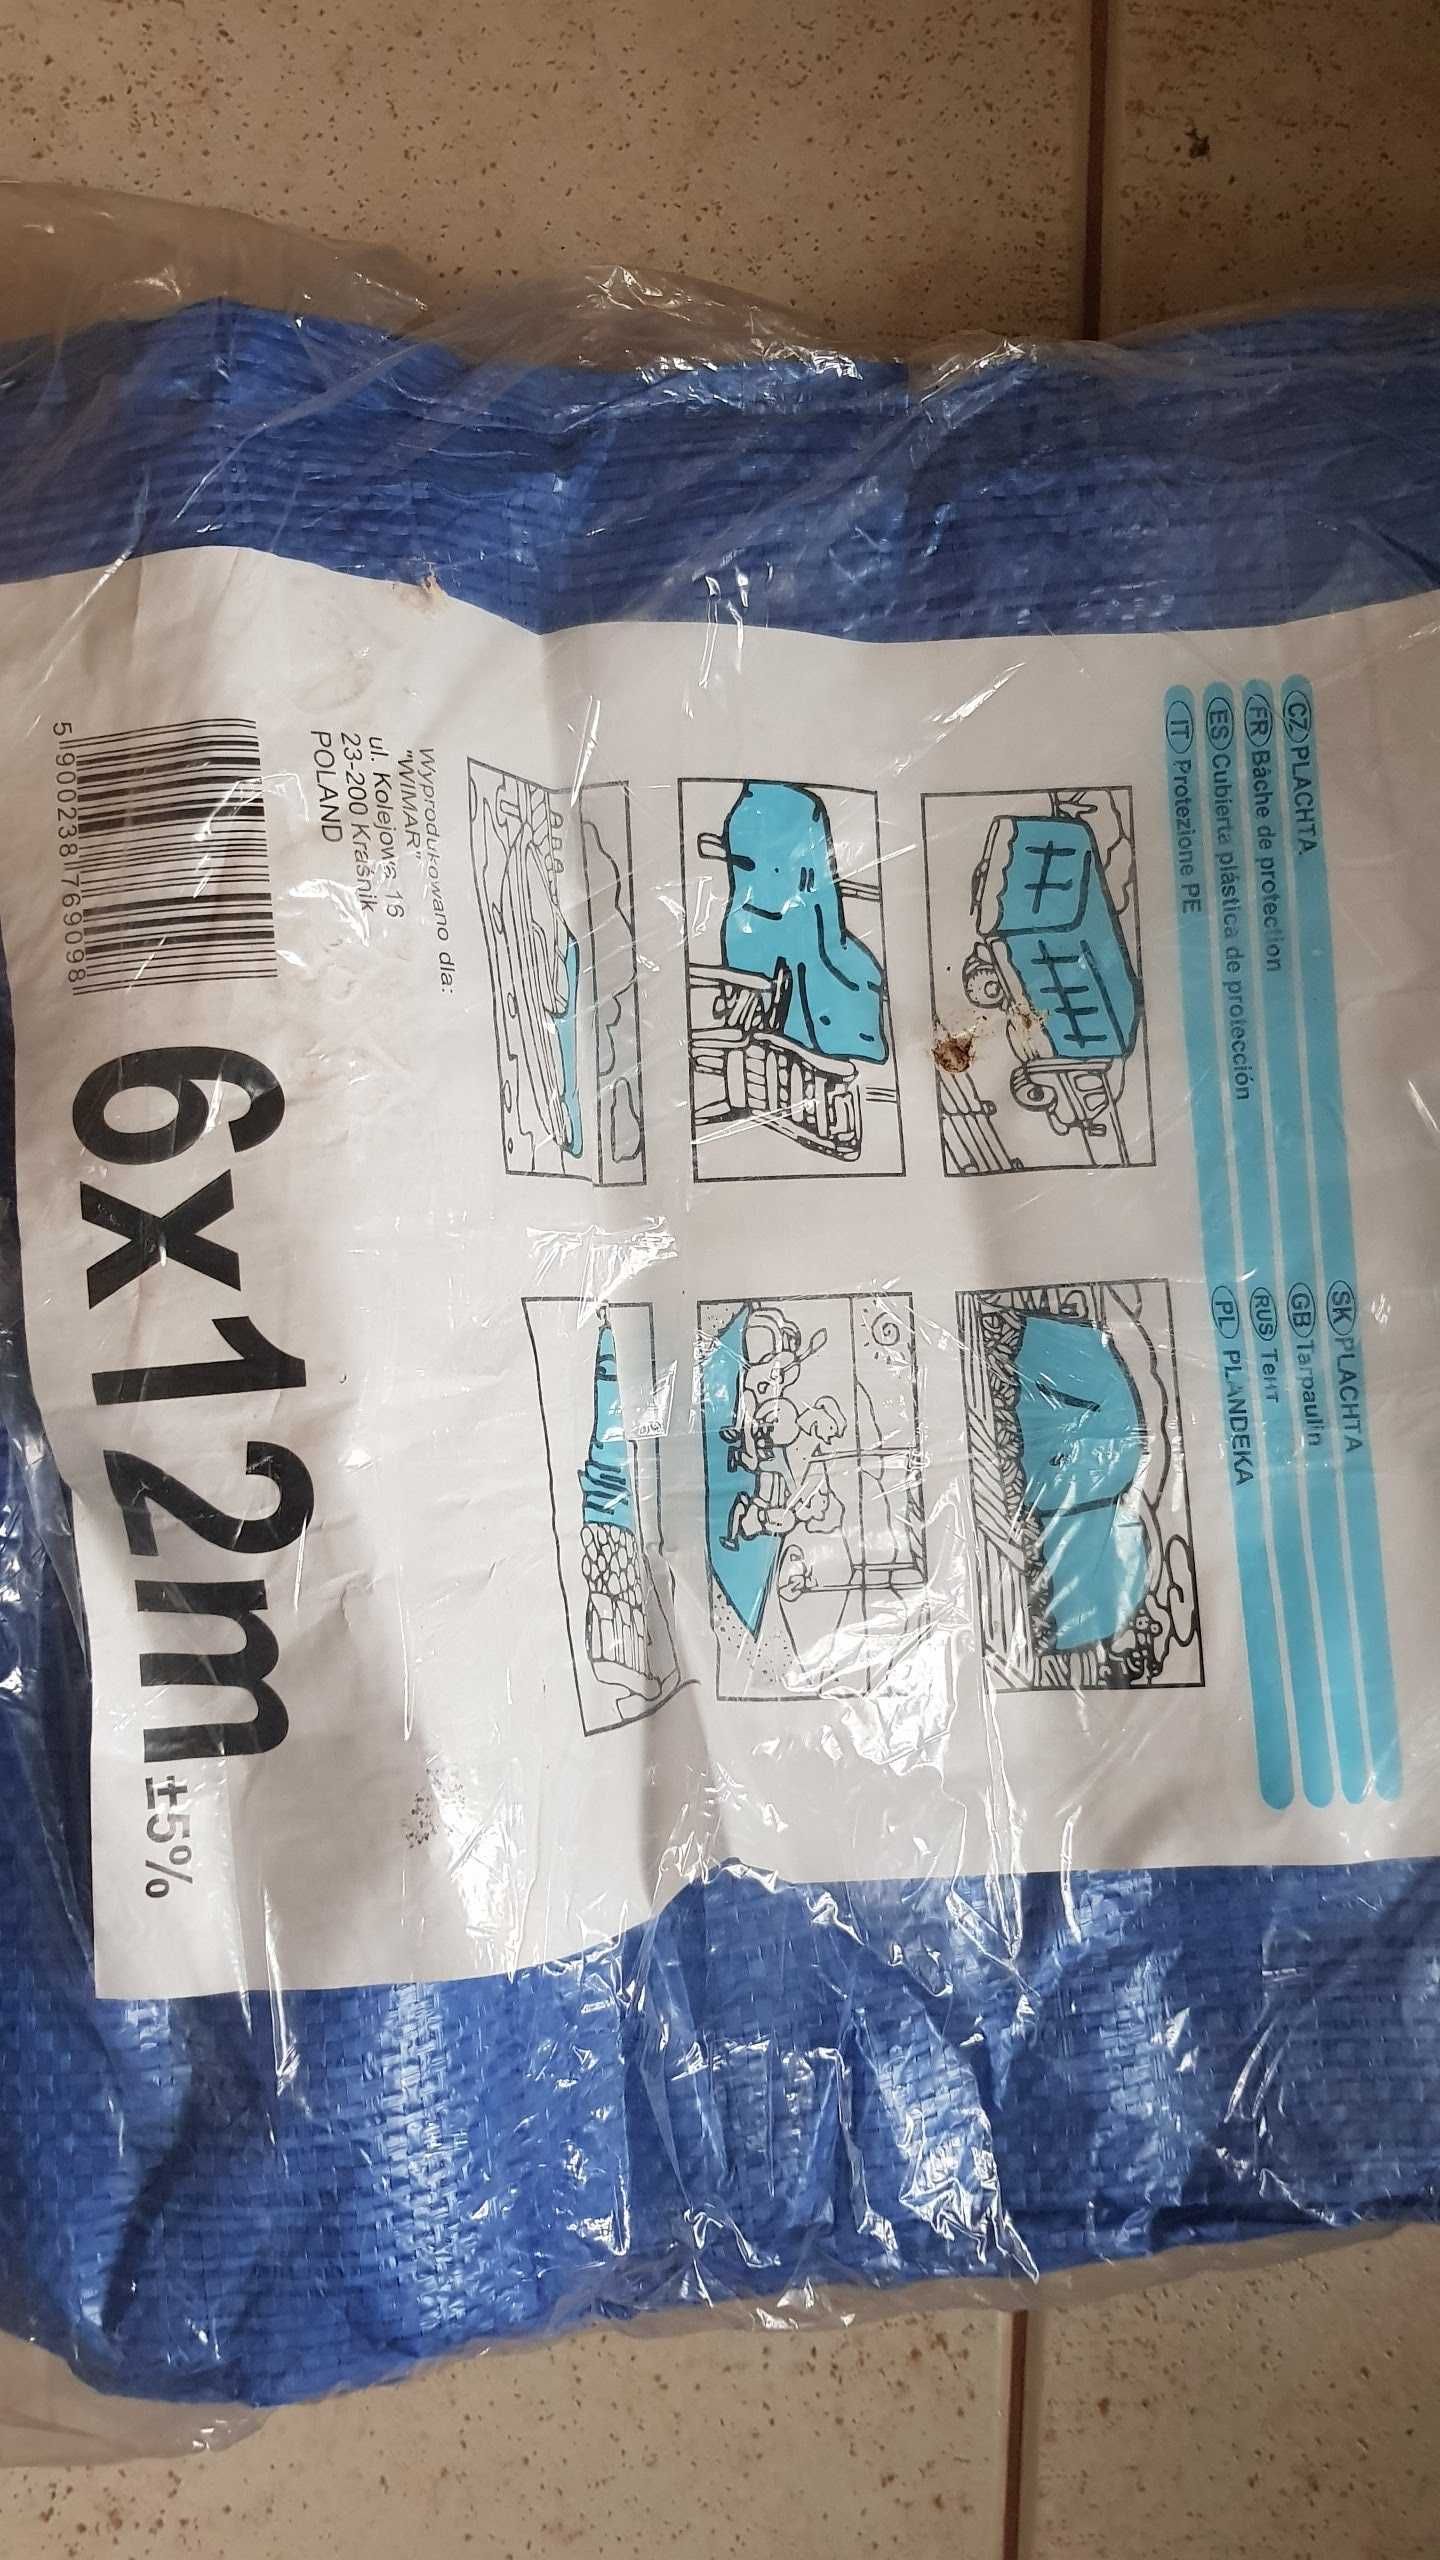 CZ PLACHTA
FR Bâche de protection
ES Cubierta plástica de protección
IT Protezione PE
SK PLACHTA
GB Tarpaulin
RUS Тент
PL PLANDEKA
Wyprodukowano dla:
"WIMAR"
ul. Kolejowa 16
23-200 Kraśnik
POLAND
5 900238 769098
6x12m ±5%